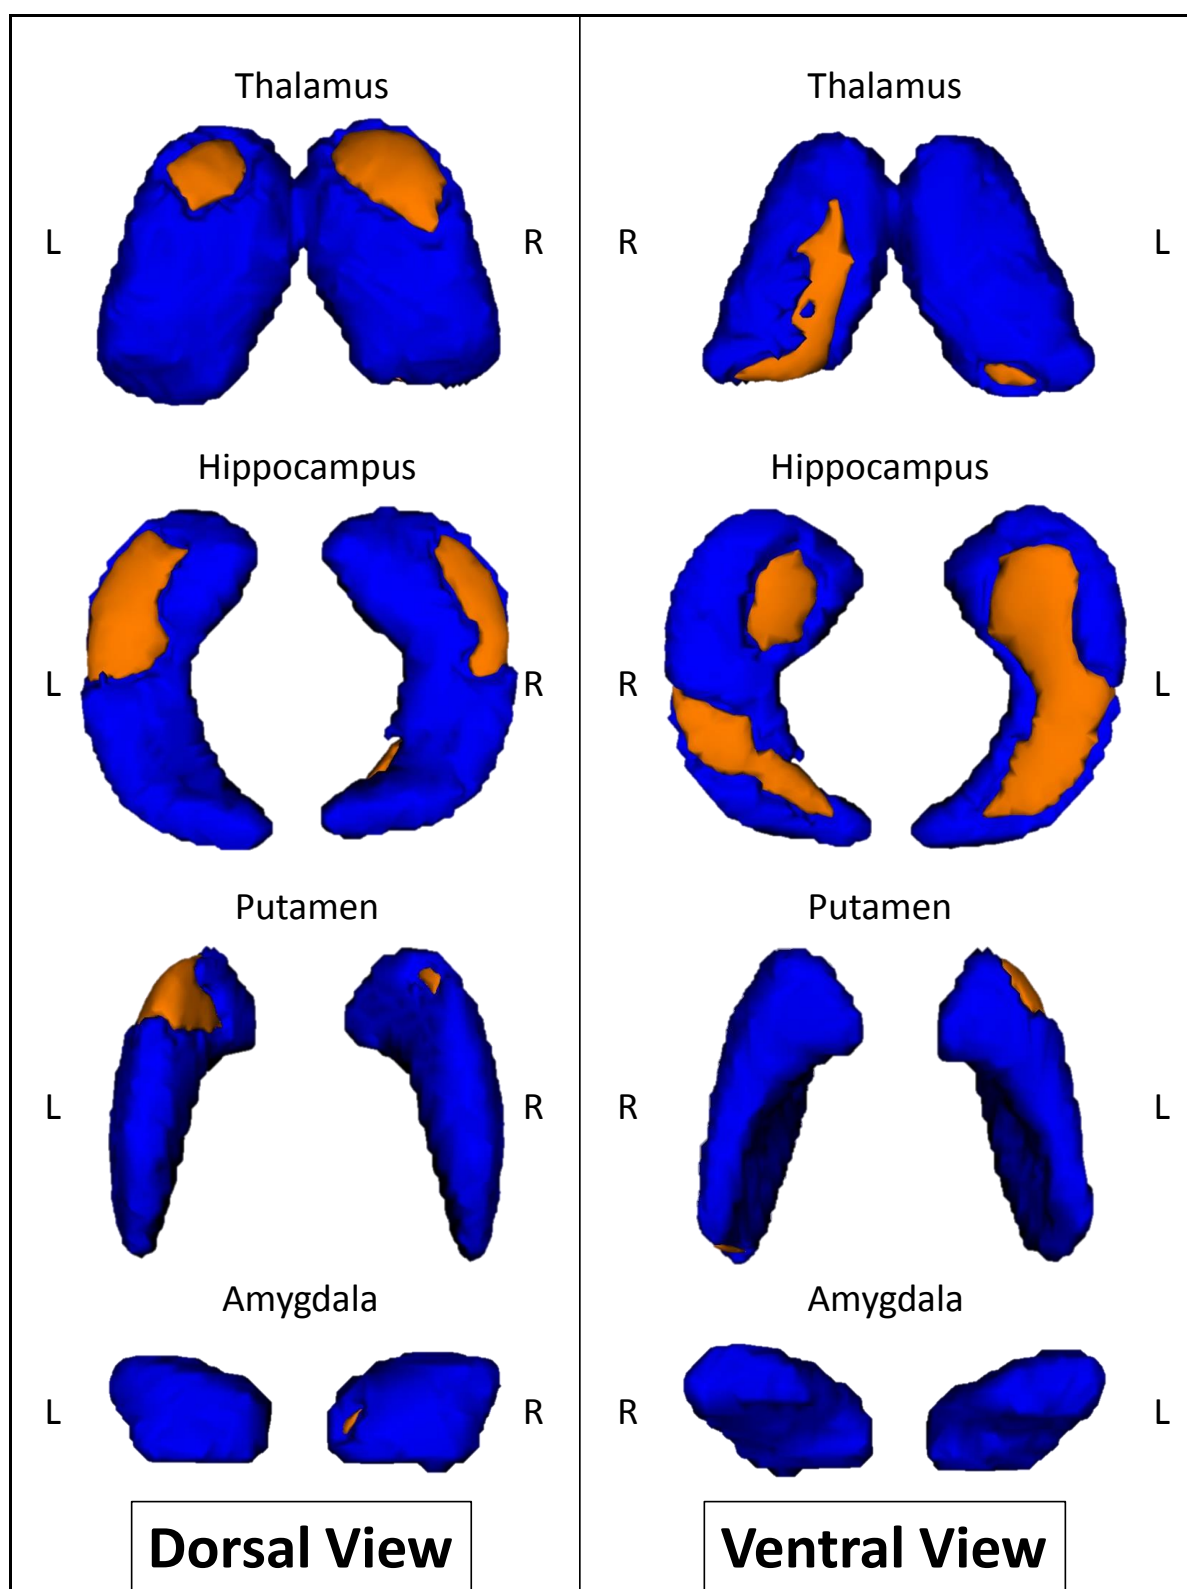 Thalamus
L
R
Hippocampus
L
R
Putamen
L
R
Amygdala
L
R
Dorsal View
Thalamus
R
L
Hippocampus
R
L
Putamen
R
L
Amygdala
R
L
Ventral View